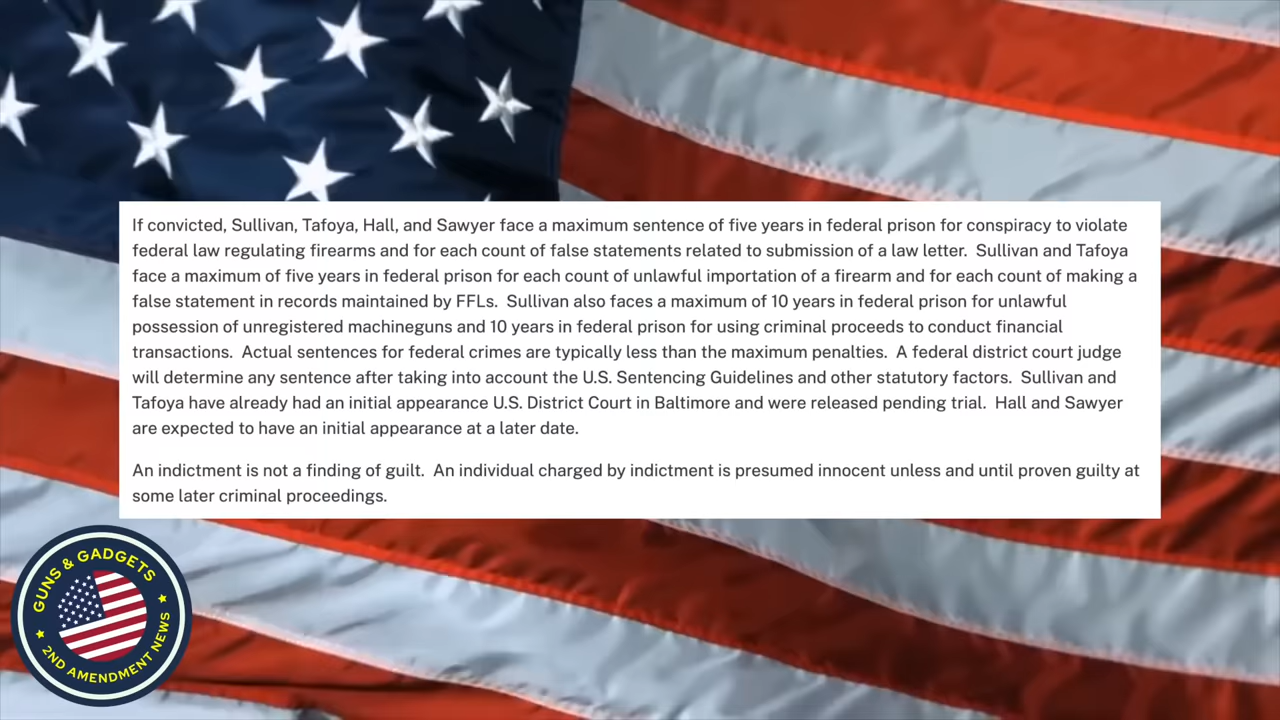 If convicted, Sullivan, Tafoya, Hall, and Sawyer face a maximum sentence of five years in federal prison for conspiracy to violate
federal law regulating firearms and for each count of false statements related to submission of a law letter.  Sullivan and Tafoya
face a maximum of five years in federal prison for each count of unlawful importation of a firearm and for each count of making a
false statement in records maintained by FFLs.  Sullivan also faces a maximum of 10 years in federal prison for unlawful
possession of unregistered machineguns and 10 years in federal prison for using criminal proceeds to conduct financial
transactions.  Actual sentences for federal crimes are typically less than the maximum penalties.  A federal district court judge
will determine any sentence after taking into account the U.S. Sentencing Guidelines and other statutory factors.  Sullivan and
Tafoya have already had an initial appearance U.S. District Court in Baltimore and were released pending trial.  Hall and Sawyer
are expected to have an initial appearance at a later date.
An indictment is not a finding of guilt.  An individual charged by indictment is presumed innocent unless and until proven guilty at
some later criminal proceedings.
GUNS & GADGETS
2ND AMENDMENT NEWS